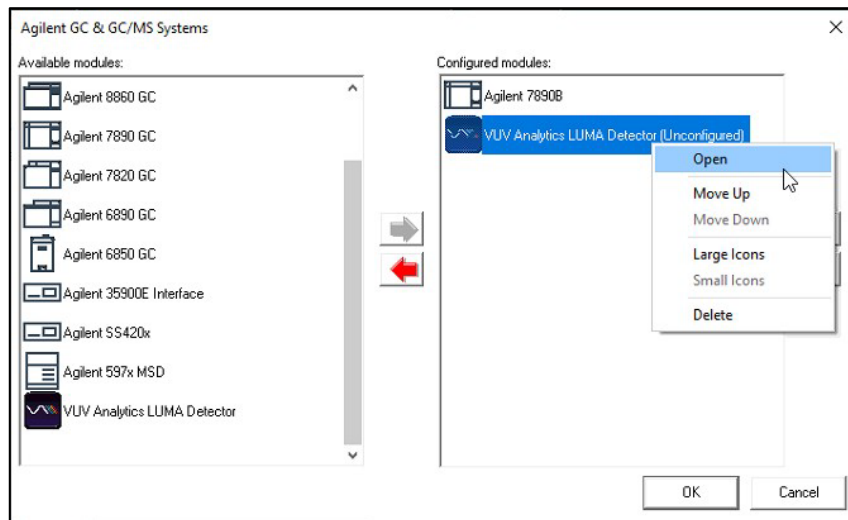 Agilent GC & GC/MS Systems
Available modules:
Agilent 8860 GC
Agilent 7890 GC
Agilent 7820 GC
Agilent 6890 GC
Agilent 6850 GC
Agilent 35900E Interface
Agilent SS420x
Agilent 597x MSD
VUV Analytics LUMA Detector
Configured modules:
Agilent 7890B
VUV Analytics LUMA Detector (Unconfigured)
Open
Move Up
Move Down
Large Icons
Small Icons
Delete
OK
Cancel